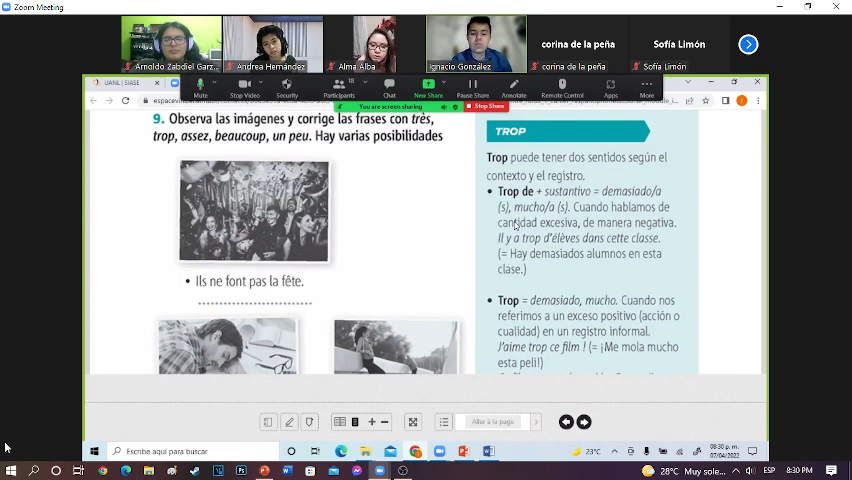 Zoom Meeting
Arnoldo Zabdiel Garz...
Andrea Hernández
Alma Alba
Ignacio González
corina de la peña
corina de la peña
Sofía Limón
Sofía Limón
UANL | SIASE
Mute
Stop Video
Security
Participants
18
Chat
New Share
Pause Share
Annotate
Remote Control
Apps
More
You are screen sharing
Stop Share
9. Observa las imágenes y corrige las frases con très,
trop, assez, beaucoup, un peu. Hay varias posibilidades
• Ils ne font pas la fête.
TROP
Trop puede tener dos sentidos según el
contexto y el registro.
• Trop de + sustantivo = demasiado/a
(s), mucho/a (s). Cuando hablamos de
cantidad excesiva, de manera negativa.
Il y a trop d'élèves dans cette classe.
(= Hay demasiados alumnos en esta
clase.)
• Trop = demasiado, mucho. Cuando nos
referimos a un exceso positivo (acción o
cualidad) en un registro informal.
J'aime trop ce film ! (= ¡Me mola mucho
esta peli!)
Aller à la page
Escribe aquí para buscar
23°C
08:30 p. m.
07/04/2022
28°C Muy sole...
ESP
8:30 PM